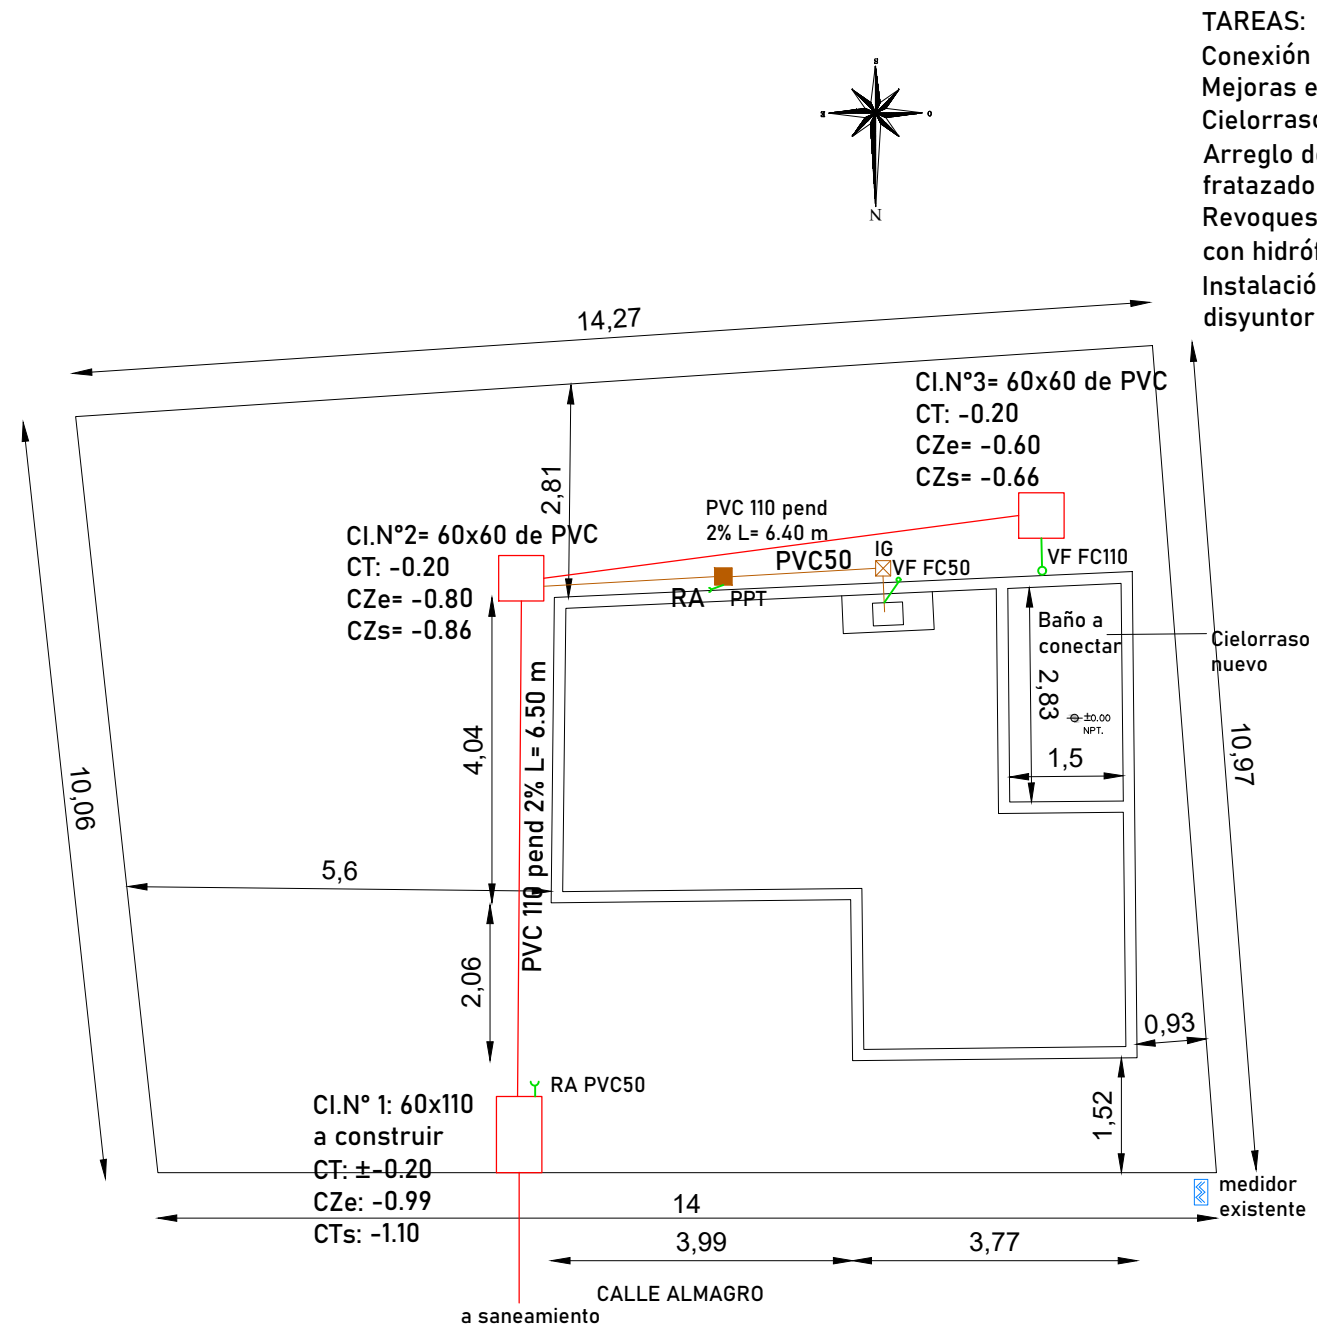 TAREAS:
Conexión
Mejoras e
Cielorraso
Arreglo de
fratazado
Revoques
con hidróf
Instalació
disyuntor
S
E
O
N
14,27
CI.N°3= 60x60 de PVC
CT: -0.20
CZe= -0.60
CZs= -0.66
2,81
PVC 110 pend
2% L= 6.40 m
CI.N°2= 60x60 de PVC
CT: -0.20
CZe= -0.80
CZs= -0.86
PVC50
IG
VF FC50
VF FC110
RA
PPT
Baño a
conectar
Cielorraso
nuevo
2,83
±0.00
NPT.
1,5
4,04
PVC 110 pend 2% L= 6.50 m
10,06
10,97
5,6
2,06
0,93
RA PVC50
1,52
CI.N° 1: 60x110
a construir
CT: ±-0.20
CZe: -0.99
CTs: -1.10
medidor
existente
14
3,99
3,77
CALLE ALMAGRO
a saneamiento